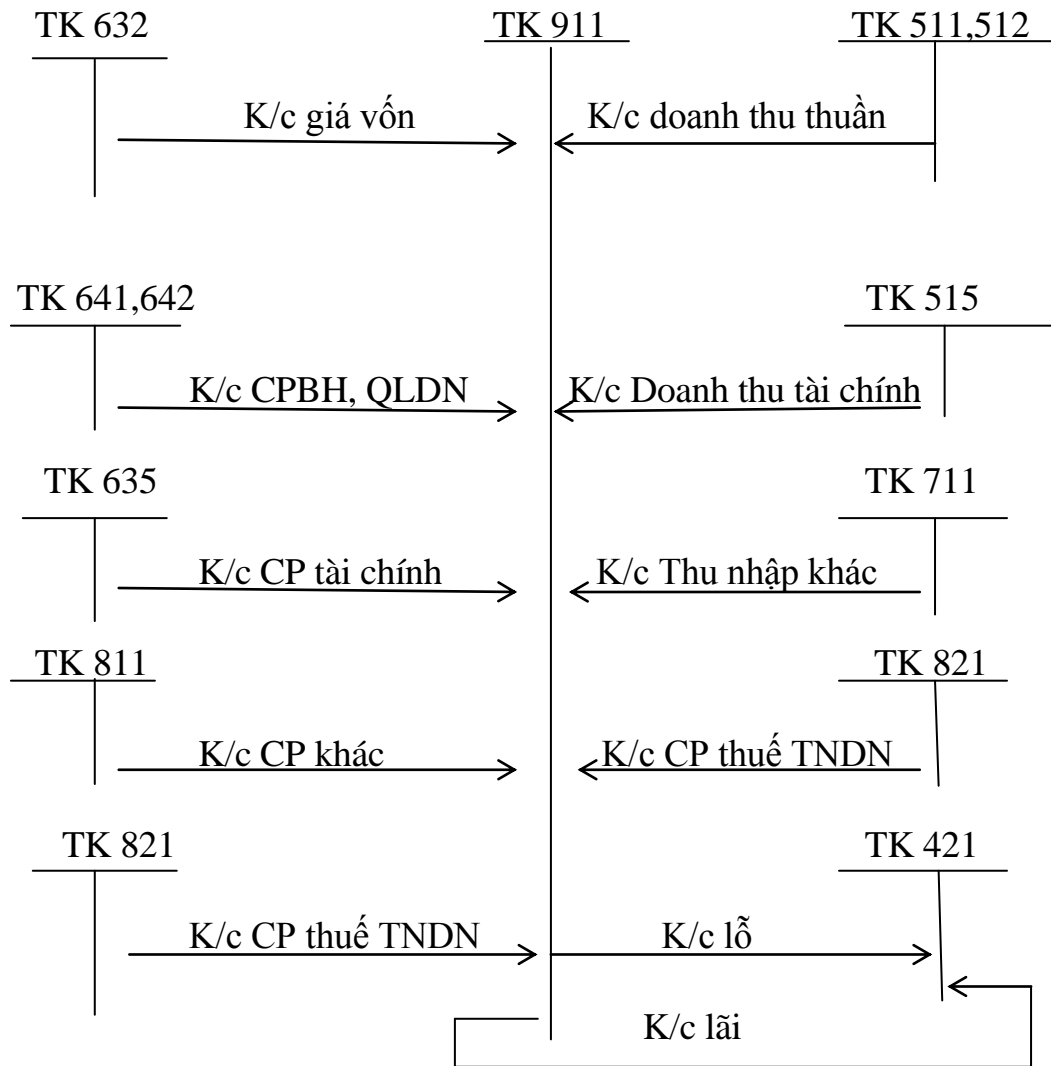 TK 632 TK 911 TK 511,512
K/c giá vốn K/c doanh thu thuần
TK 641,642 TK 515
K/c CPBH, QLDN K/c Doanh thu tài chính
TK 635 TK 711
K/c CP tài chính K/c Thu nhập khác
TK 811 TK 821
K/c CP khác K/c CP thuế TNDN
TK 821 TK 421
K/c CP thuế TNDN K/c lỗ
K/c lãi